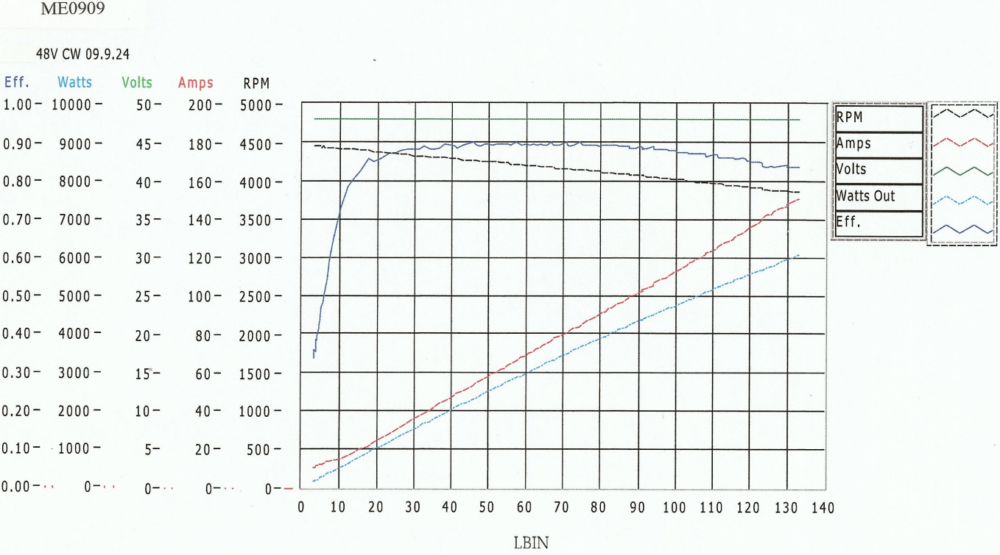 ME0909
48V CW 09.9.24
Eff. Watts Volts Amps RPM
1.00 10000 50 200 5000
0.90 9000 45 180 4500
0.80 8000 40 160 4000
0.70 7000 35 140 3500
0.60 6000 30 120 3000
0.50 5000 25 100 2500
0.40 4000 20 80 2000
0.30 3000 15 60 1500
0.20 2000 10 40 1000
0.10 1000 5 20 500
0.00 0 0 0 0
0 10 20 30 40 50 60 70 80 90 100 110 120 130 140
LBIN
RPM
Amps
Volts
Watts Out
Eff.